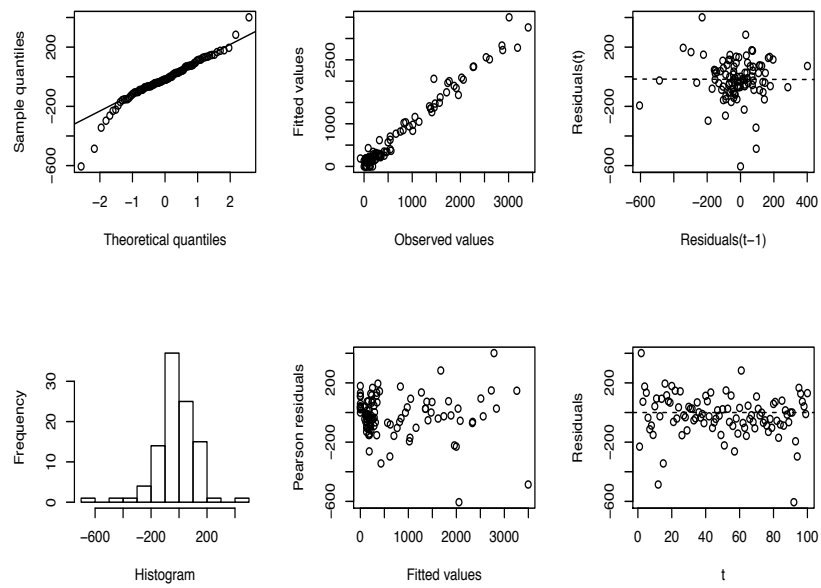 Sample quantiles
−600 −200 200
−2 −1 0 1 2
Theoretical quantiles
Fitted values
0 1000 2500
0 1000 2000 3000
Observed values
Residuals(t)
−600 −200 200
−600 −200 0 200 400
Residuals(t−1)
Frequency
0 10 20 30
−600 −200 200
Histogram
Pearson residuals
−600 −200 200
0 1000 2000 3000
Fitted values
Residuals
−600 −200 200
0 20 40 60 80 100
t